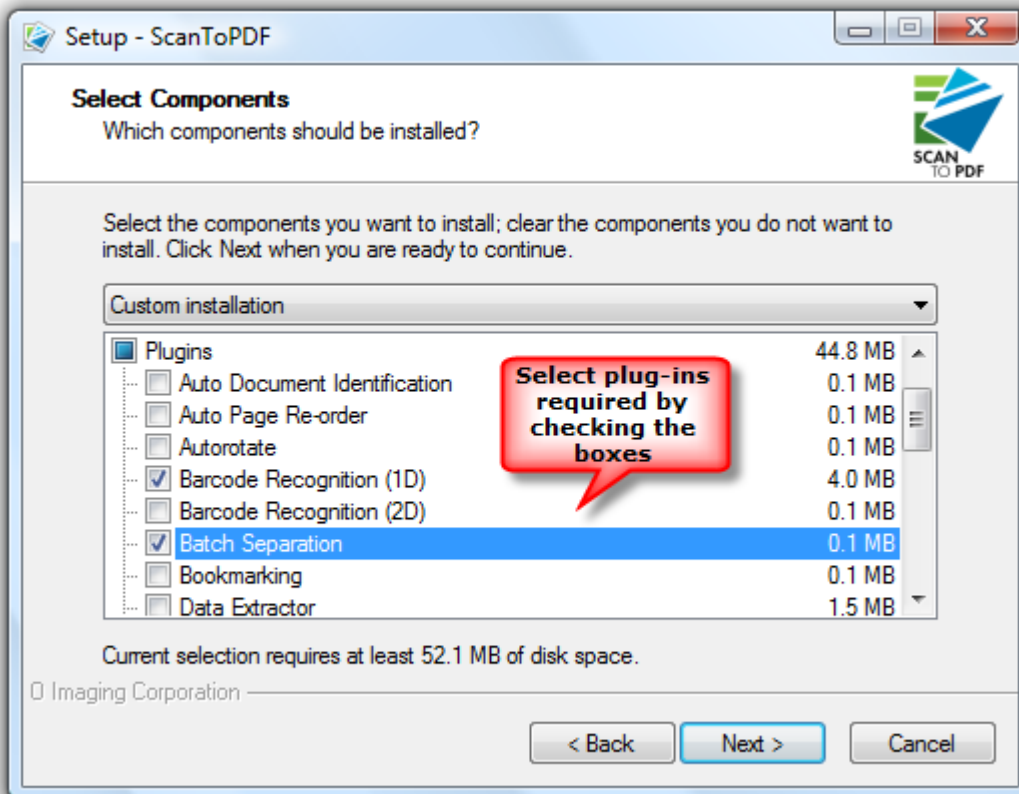 Setup - ScanToPDF
Select Components
Which components should be installed?
SCAN
TO PDF
Select the components you want to install; clear the components you do not want to
install. Click Next when you are ready to continue.
Custom installation
Plugins 44.8 MB
Auto Document Identification 0.1 MB
Auto Page Re-order 0.1 MB
Autorotate 0.1 MB
Barcode Recognition (1D) 4.0 MB
Barcode Recognition (2D) 0.1 MB
Batch Separation 0.1 MB
Bookmarking 0.1 MB
Data Extractor 1.5 MB
Select plug-ins
required by
checking the
boxes
Current selection requires at least 52.1 MB of disk space.
O Imaging Corporation
< Back Next > Cancel